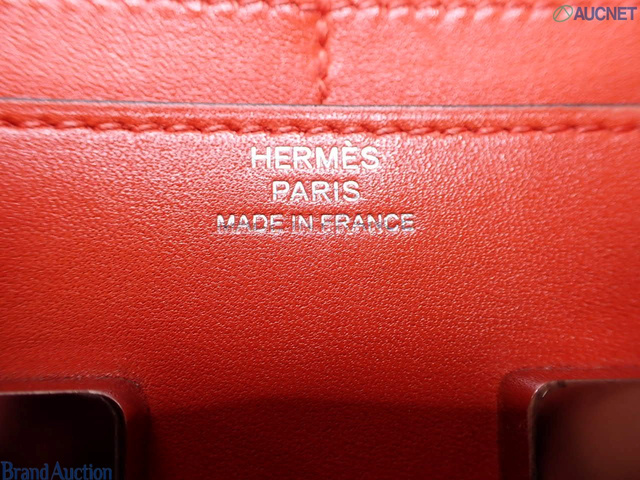 AUCNET
HERMÈS
PARIS
MADE IN FRANCE
Brand Auction